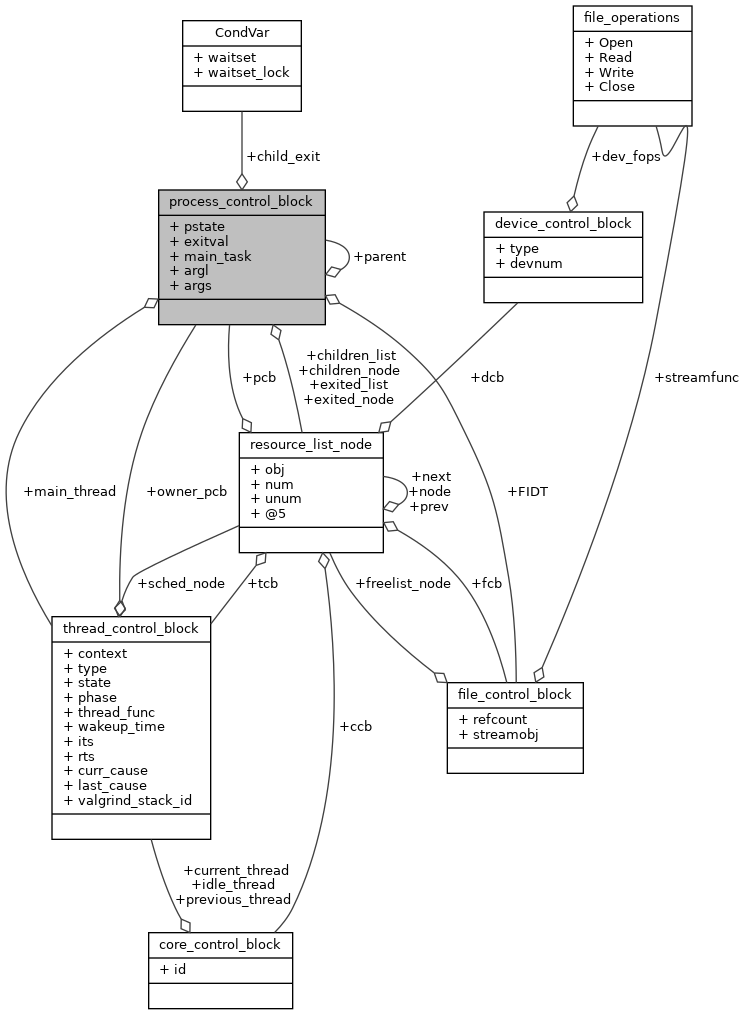 file_operations
+ Open
+ Read
+ Write
+ Close
CondVar
+ waitset
+ waitset_lock
+child_exit
+dev_fops
process_control_block
+ pstate
+ exitval
+ main_task
+ argl
+ args
device_control_block
+ type
+ devnum
+parent
+pcb
+children_list
+children_node
+exited_list
+exited_node
+dcb
+streamfunc
resource_list_node
+ obj
+ num
+ unum
+ @5
+next
+node
+prev
+main_thread
+owner_pcb
+FIDT
+sched_node
+tcb
+freelist_node
+fcb
thread_control_block
+ context
+ type
+ state
+ phase
+ thread_func
+ wakeup_time
+ its
+ rts
+ curr_cause
+ last_cause
+ valgrind_stack_id
file_control_block
+ refcount
+ streamobj
+ccb
+current_thread
+idle_thread
+previous_thread
core_control_block
+ id